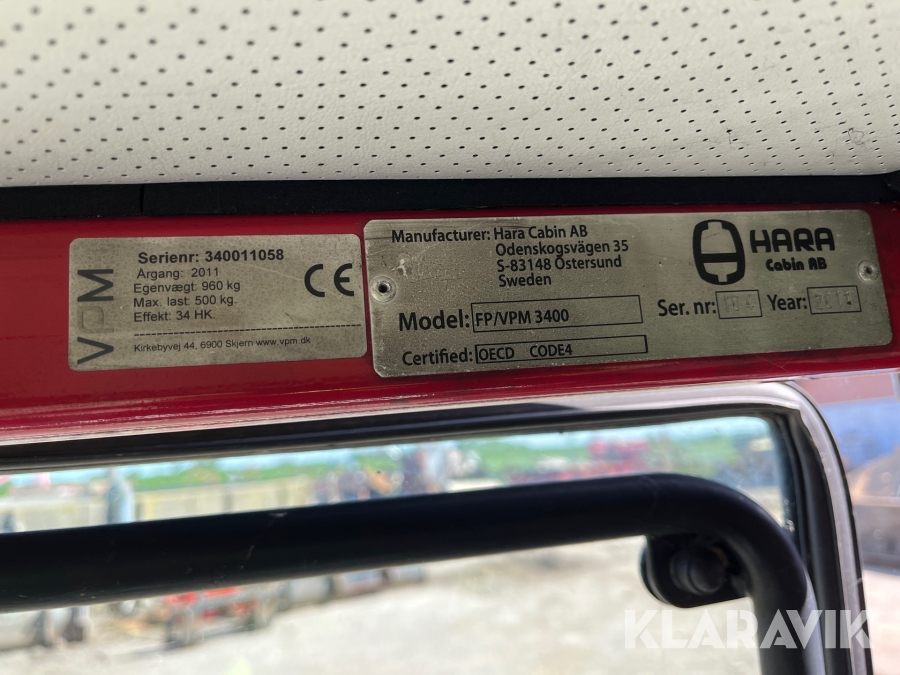 VPM
Serienr: 340011058
Årgang: 2011
Egenvægt: 960 kg
Max. last: 500 kg.
Effekt: 34 HK.
Kirkebyvej 44, 6900 Skjern www.vpm.dk
CE
Manufacturer: Hara Cabin AB
Odenskogsvägen 35
S-83148 Östersund
Sweden
HARA
Cabin AB
Model: FP/VPM 3400
Ser. nr: Year:
Certified: OECD CODE4
KLARAVIK